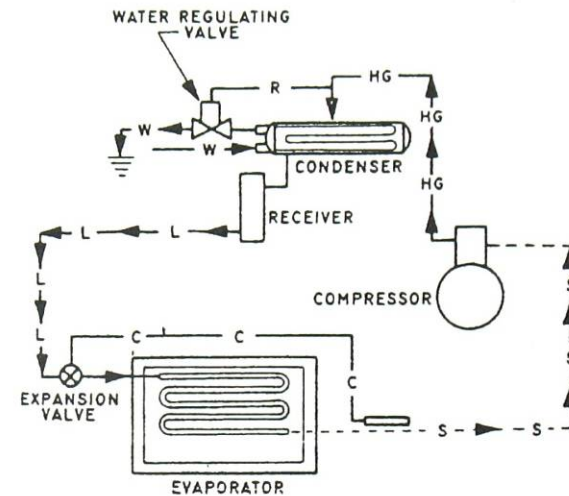 WATER REGULATING
VALVE
R
HG
W
HG
W
CONDENSER
HG
RECEIVER
L
L
L
S
COMPRESSOR
L
S
C
C
C
EXPANSION
VALVE
S
S
EVAPORATOR